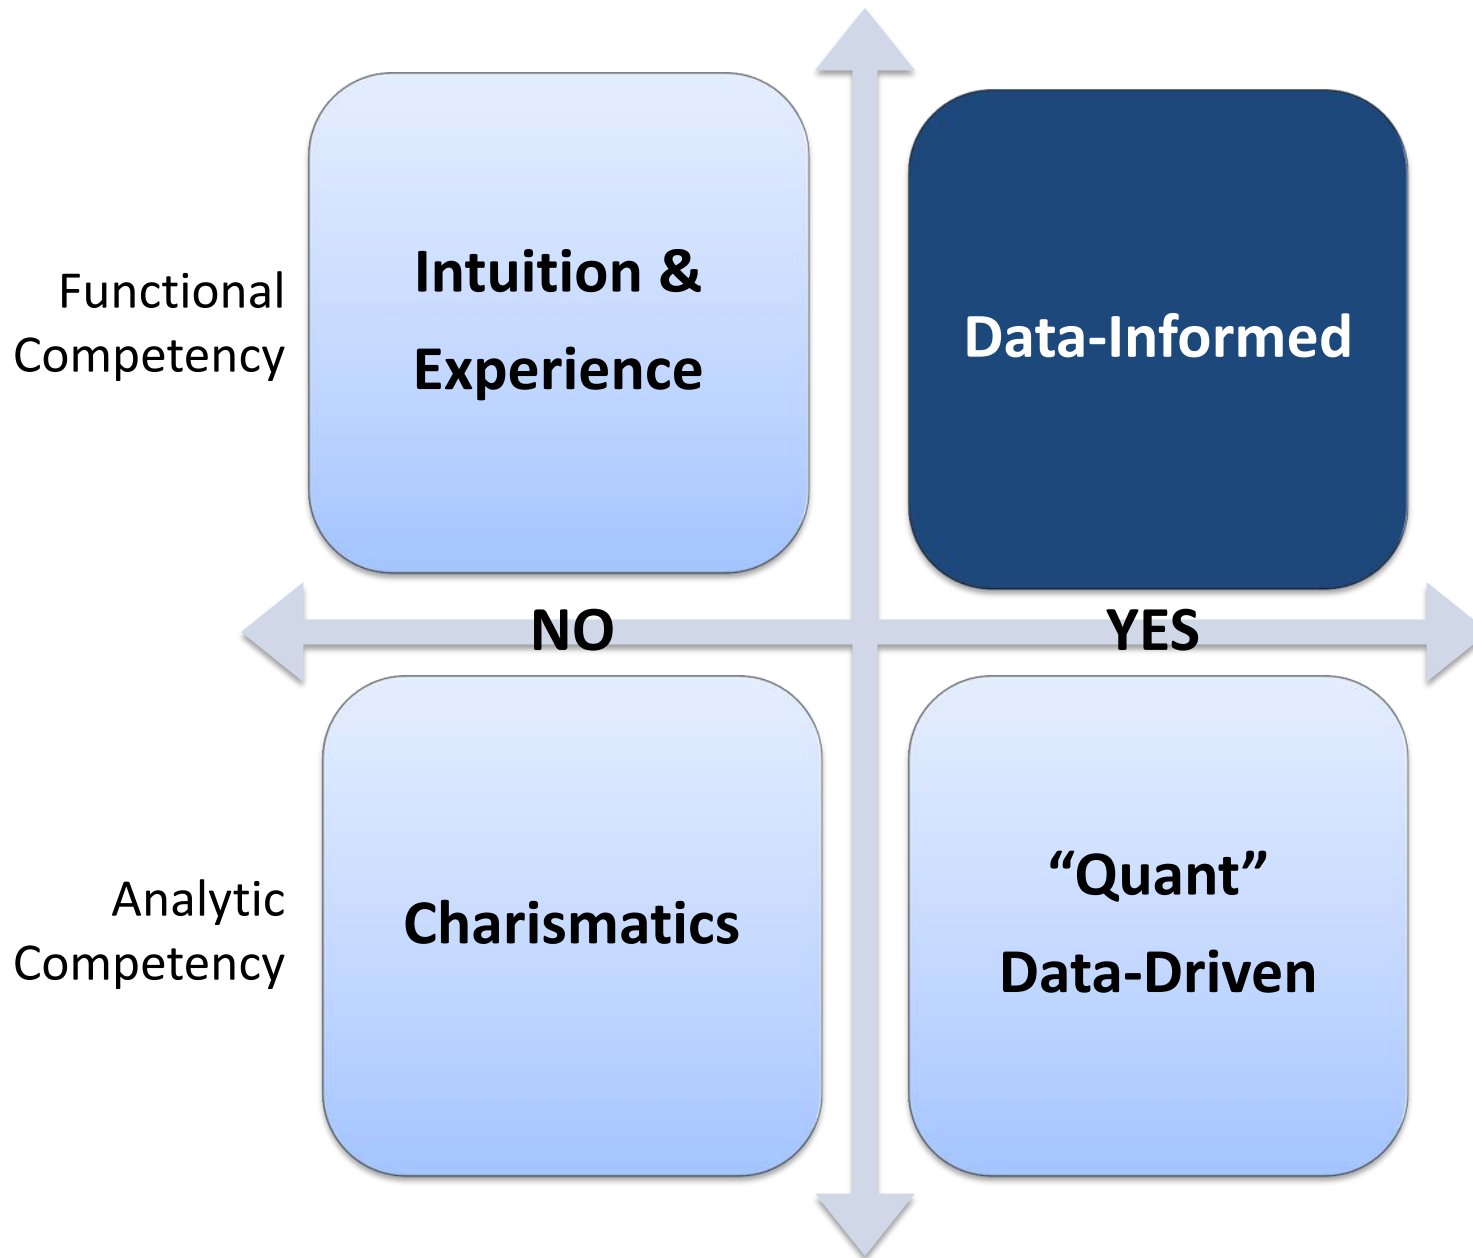 Functional
Competency
Intuition &
Experience
Data-Informed
NO
YES
Analytic
Competency
Charismatics
“Quant”
Data-Driven